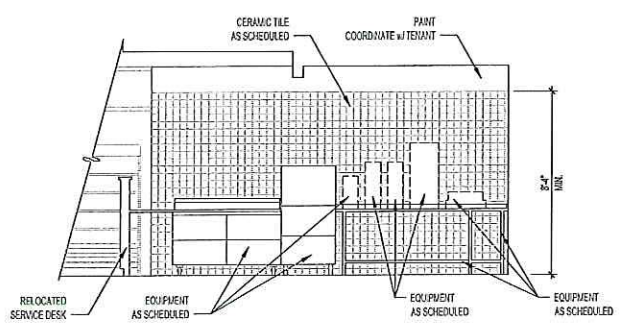 CERAMIC TILE
AS SCHEDULED
PAINT
COORDINATE w/ TENANT
8'-4"
MIN.
RELOCATED
SERVICE DESK
EQUIPMENT
AS SCHEDULED
EQUIPMENT
AS SCHEDULED
EQUIPMENT
AS SCHEDULED